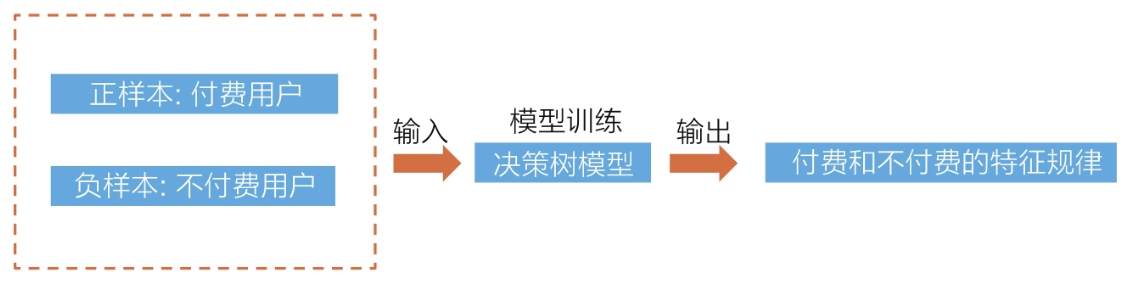 正样本: 付费用户
负样本: 不付费用户
输入
模型训练
决策树模型
输出
付费和不付费的特征规律